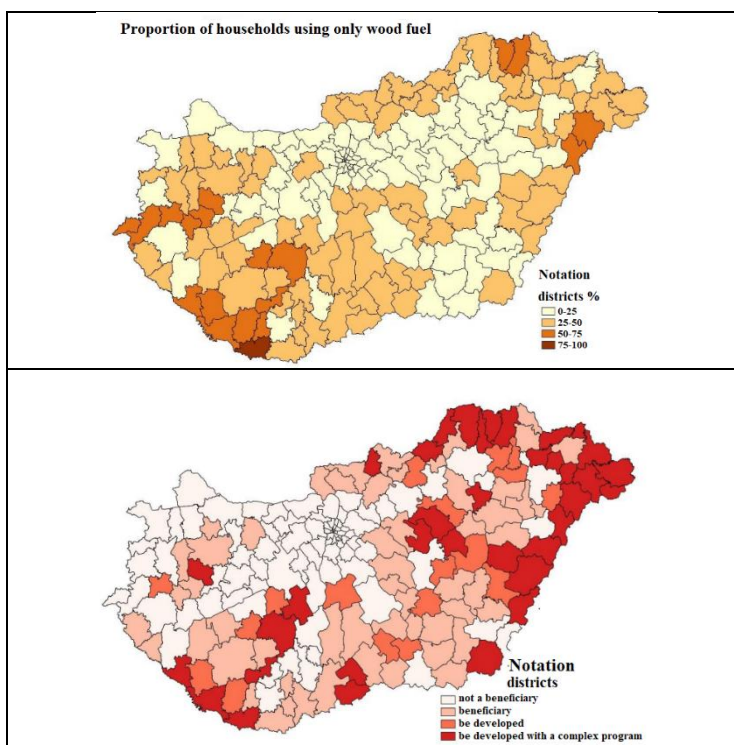 Proportion of households using only wood fuel
Notation
districts %
0-25
25-50
50-75
75-100
Notation
districts
not a beneficiary
beneficiary
be developed
be developed with a complex program